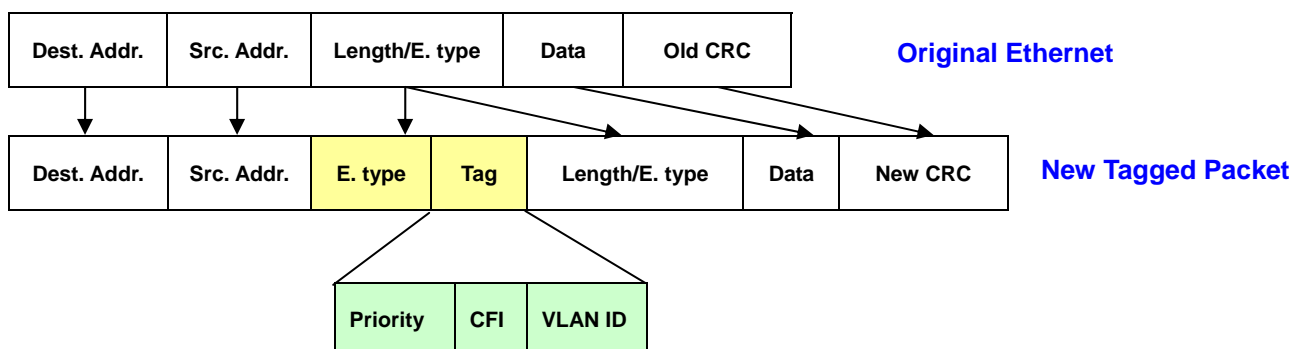 Dest. Addr. Src. Addr. Length/E. type Data Old CRC Original Ethernet
Dest. Addr. Src. Addr. E. type Tag Length/E. type Data New CRC New Tagged Packet
Priority CFI VLAN ID